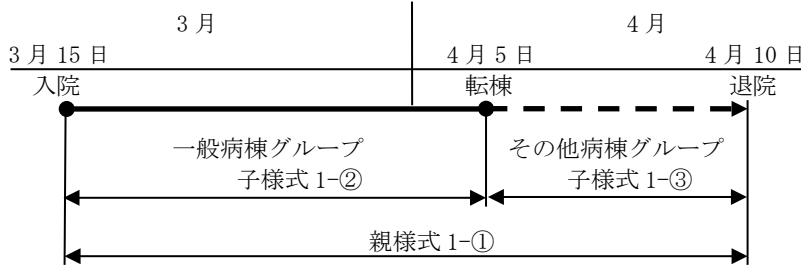 3 月 4 月
3 月 15 日 4 月 5 日 4 月 10 日
入院 転棟 退院
一般病棟グループ その他病棟グループ
子様式 1-② 子様式 1-③
親様式 1-①